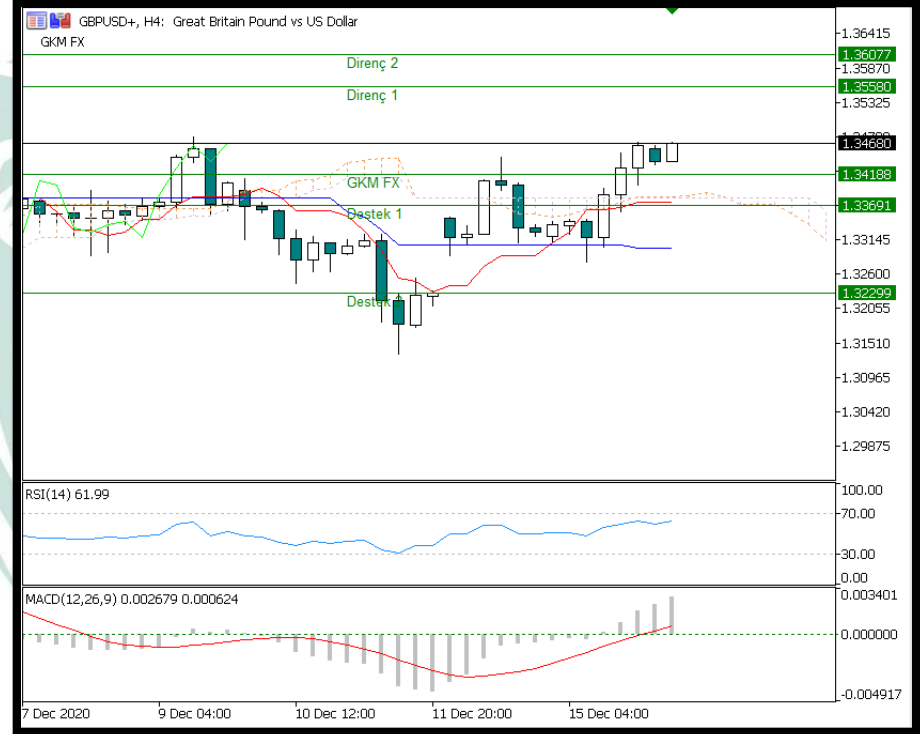 GBPUSD+, H4: Great Britain Pound vs US Dollar
GKM FX
1.36415
1.36077
Direnç 2
1.35870
1.35580
Direnç 1
1.35325
1.34680
1.34188
GKM FX
1.33691
Destek 1
1.33145
1.32600
1.32299
Destek
1.32055
1.31510
1.30965
1.30420
1.29875
RSI(14) 61.99
100.00
70.00
30.00
0.00
MACD(12,26,9) 0.002679 0.000624
0.003401
0.000000
-0.004917
7 Dec 2020
9 Dec 04:00
10 Dec 12:00
11 Dec 20:00
15 Dec 04:00